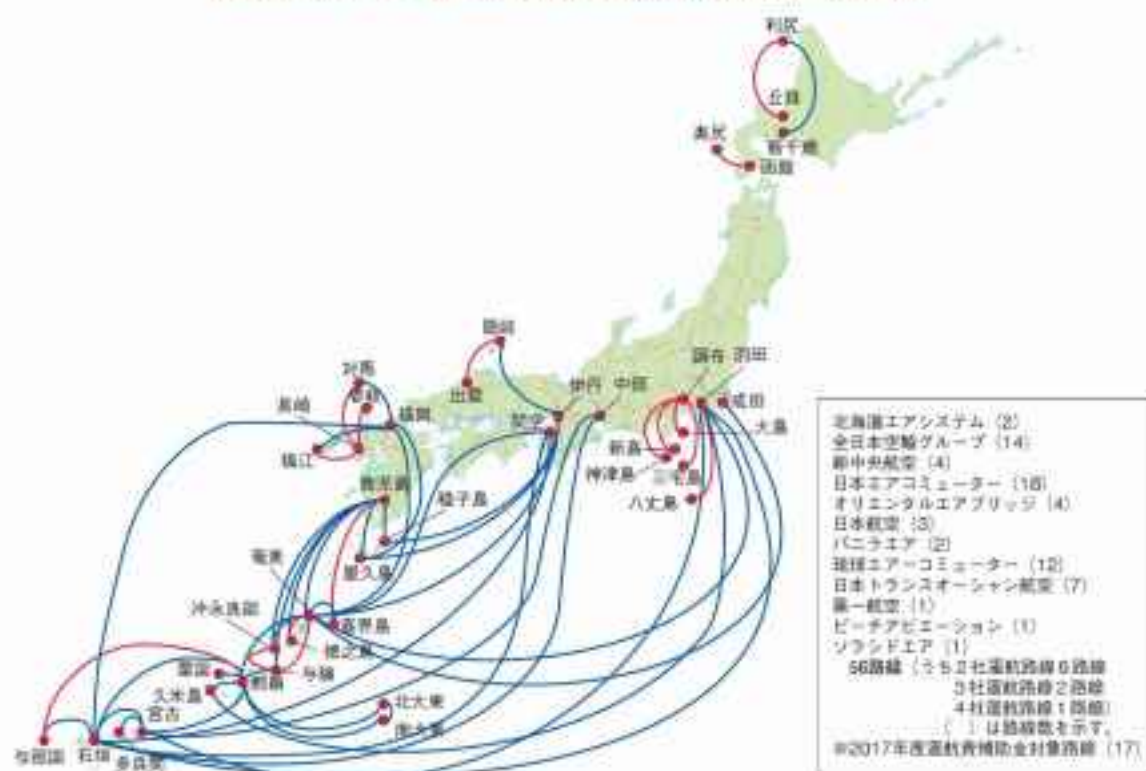 利尻
丘珠
新千歳
奥尻
函館
隠岐
出雲
対馬
壱岐
福岡
長崎
福江
伊丹 中部
関空
調布 羽田
成田
大島
新島
神津島
三宅島
八丈島
鹿児島
種子島
屋久島
奄美
喜界島
徳之島
沖永良部
与論
粟国
那覇
久米島
北大東
南大東
宮古
与那国
石垣
多良間
北海道エアシステム (2)
全日本空輸グループ (14)
新中央航空 (4)
日本エアコミューター (18)
オリエンタルエアブリッジ (4)
日本航空 (3)
バニラエア (2)
琉球エアーコミューター (12)
日本トランスオーシャン航空 (7)
第一航空 (1)
ピーチアビエーション (1)
ソラシドエア (1)
56路線 (うち2社運航路線6路線
3社運航路線2路線
4社運航路線1路線)
( )は路線数を示す。
※2017年度運航費補助金対象路線 (17)